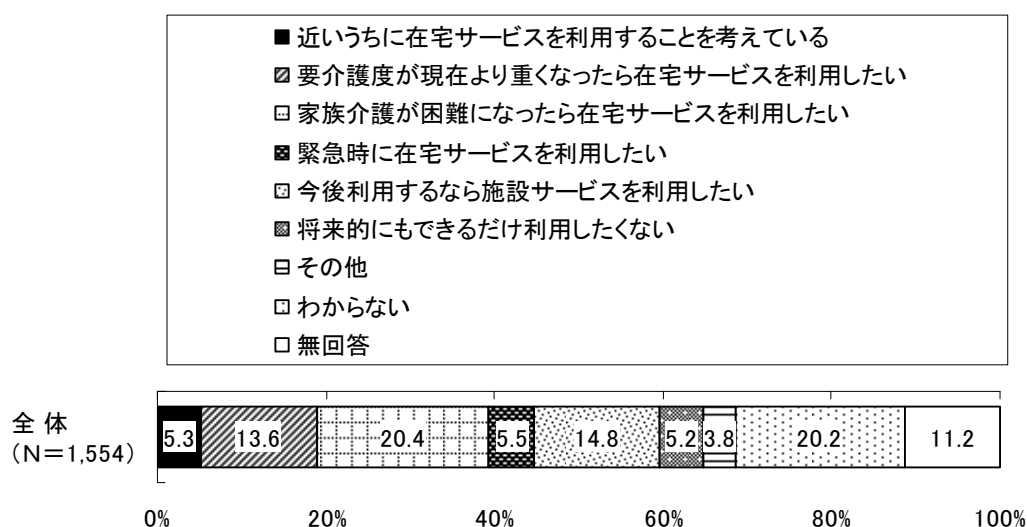 ■ 近いうちに在宅サービスを利用することを考えている
要介護度が現在より重くなったら在宅サービスを利用したい
家族介護が困難になったら在宅サービスを利用したい
緊急時に在宅サービスを利用したい
今後利用するなら施設サービスを利用したい
将来的にもできるだけ利用したくない
その他
わからない
無回答
全 体
(N=1,554)
5.3 13.6 20.4 5.5 14.8 5.2 3.8 20.2 11.2
0% 20% 40% 60% 80% 100%